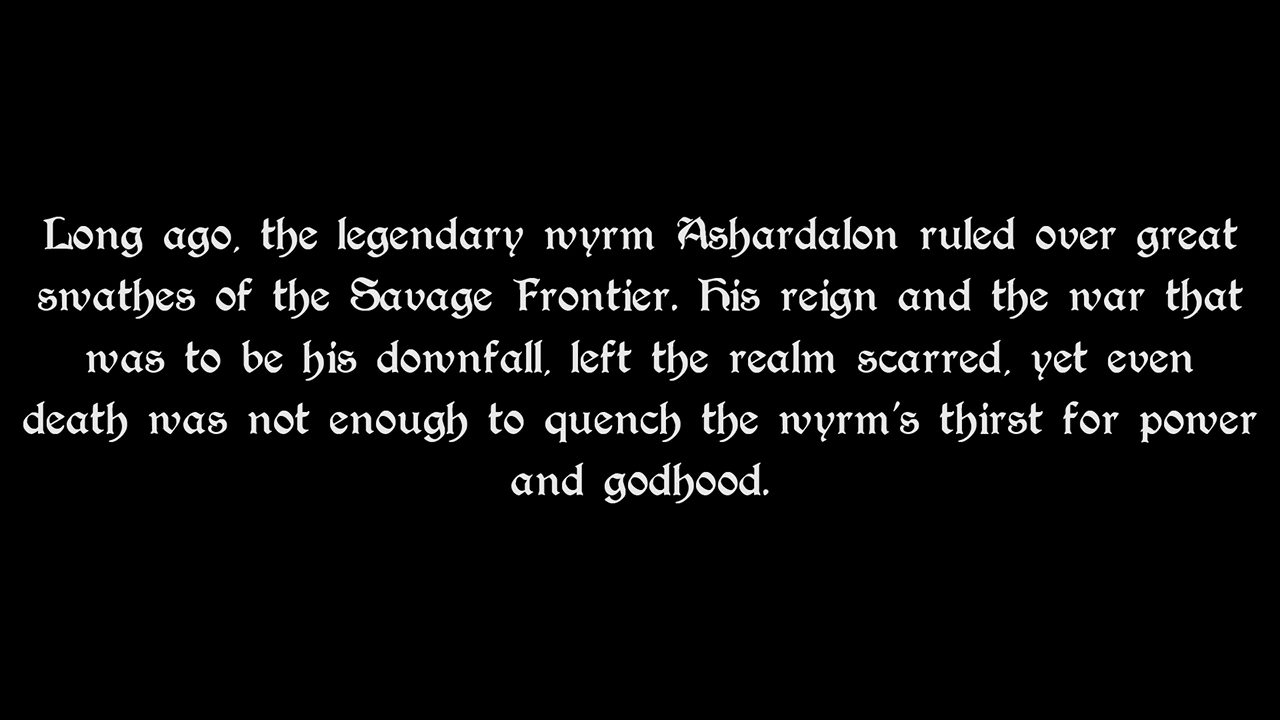 Long ago, the legendary wyrm Ashardalon ruled over great
swathes of the Savage Frontier. His reign and the war that
was to be his downfall, left the realm scarred, yet even
death was not enough to quench the wyrm's thirst for power
and godhood.